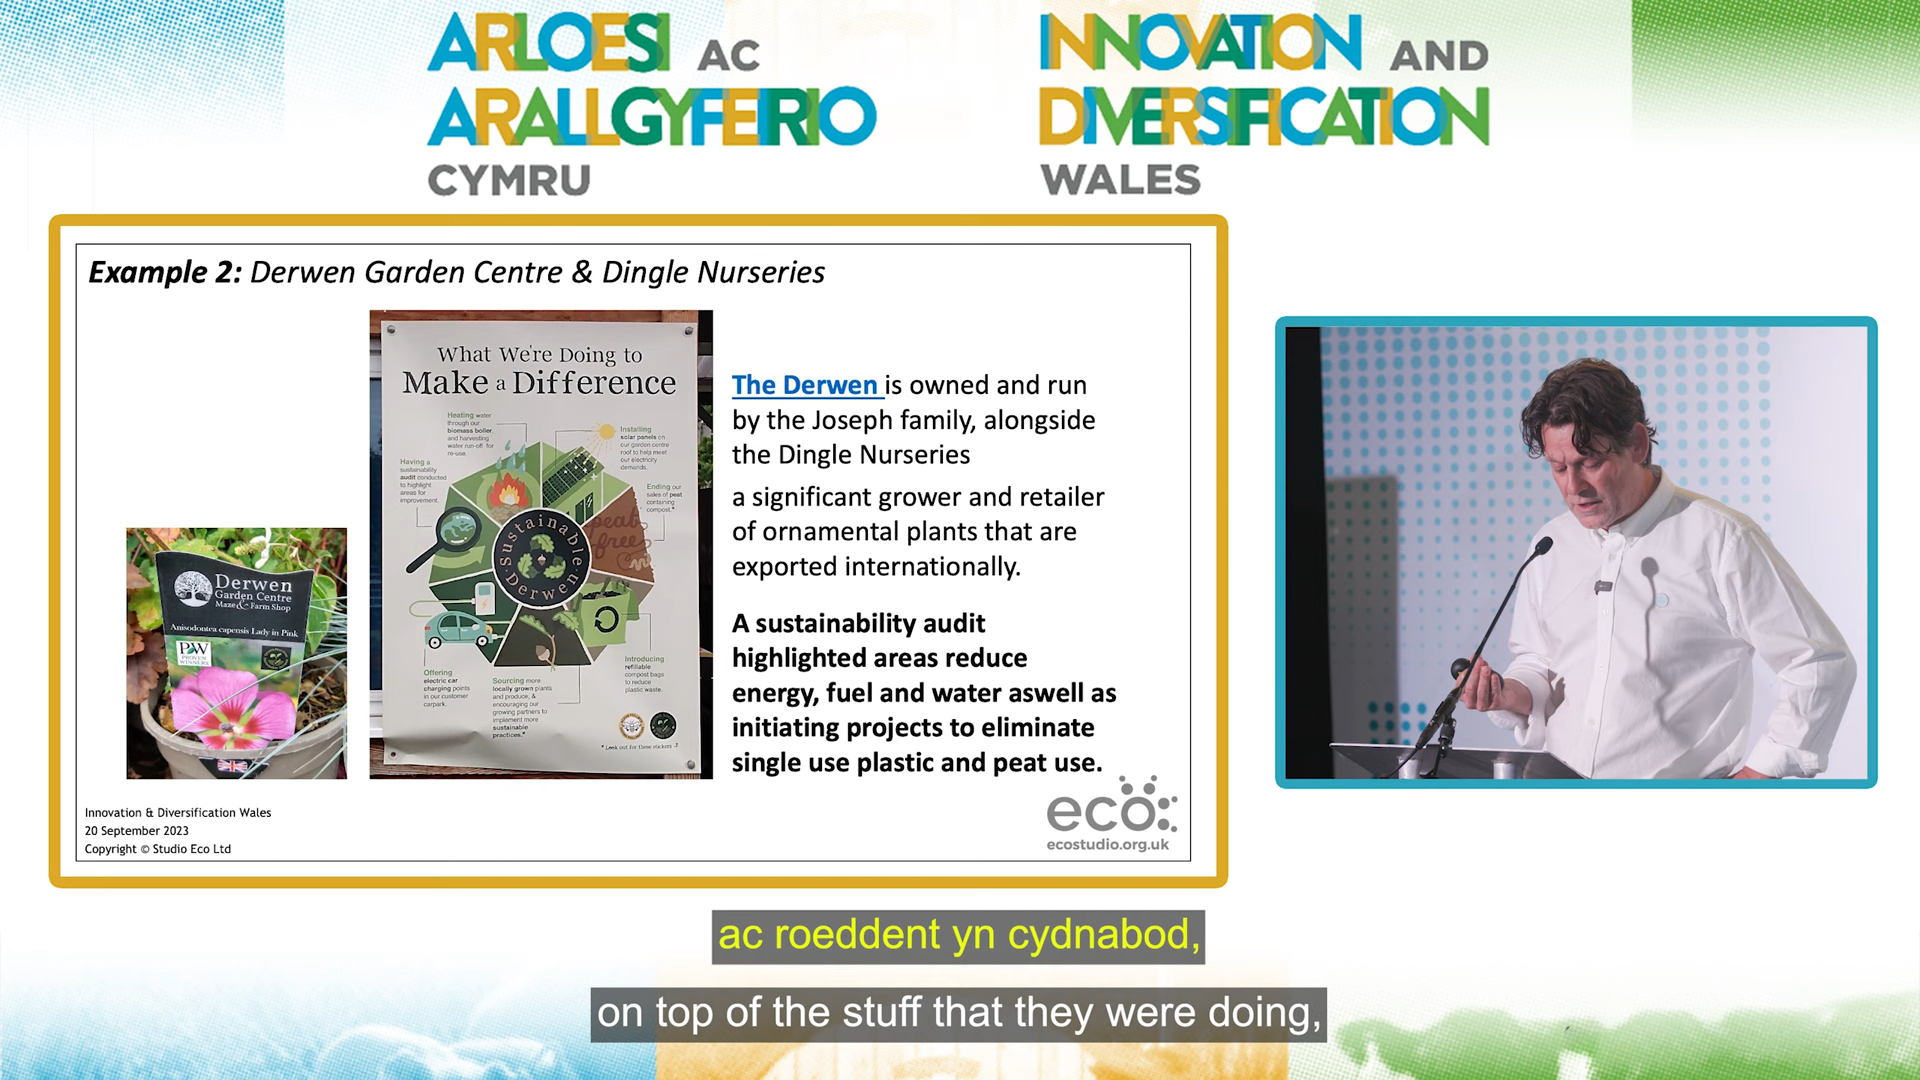 ARLOESI AC
ARALLGYFEIRIO
CYMRU
INNOVATION AND
DIVERSIFICATION
WALES
Example 2: Derwen Garden Centre & Dingle Nurseries
What We're Doing to
Make a Difference
Heating water
through our
biomass boiler,
and harvesting
water run-off for
re-use.
Installing
solar panels on
our garden centre
roof to help meet
our electricity
demands.
Having a
sustainability
audit conducted
to highlight
areas for
improvement.
Ending our
sales of peat
containing
compost.*
peat
free
Sustainable
Derwen
Offering
electric car
charging points
in our customer
carpark.
Sourcing more
locally grown plants
and produce, &
encouraging our
growing partners to
implement more
sustainable
practices.*
Introducing
refillable
compost bags
to reduce
plastic waste.
* Look out for these stickers
Derwen
Garden Centre
Maze & Farm Shop
Anisodontea capensis Lady in Pink
PW
PROVEN
WINNERS
The Derwen is owned and run
by the Joseph family, alongside
the Dingle Nurseries
a significant grower and retailer
of ornamental plants that are
exported internationally.
A sustainability audit
highlighted areas reduce
energy, fuel and water aswell as
initiating projects to eliminate
single use plastic and peat use.
Innovation & Diversification Wales
20 September 2023
Copyright © Studio Eco Ltd
eco
ecostudio.org.uk
ac roeddent yn cydnabod,
on top of the stuff that they were doing,